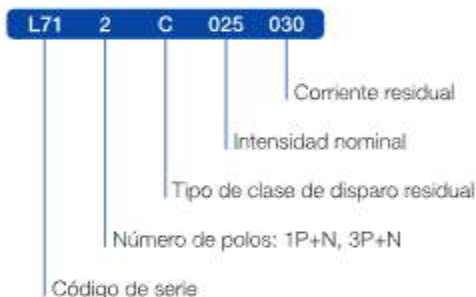 L71 2 C 025 030
Corriente residual
Intensidad nominal
Tipo de clase de disparo residual
Número de polos: 1P+N, 3P+N
Código de serie